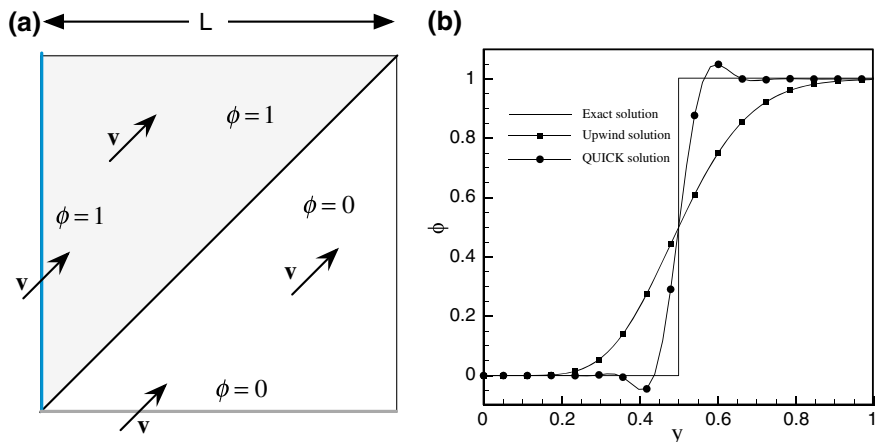 (a)
L
ϕ = 1
v
ϕ = 0
ϕ = 1
v
v
ϕ = 0
v
(b)
1
0.8
0.6
0.4
0.2
0
ϕ
Exact solution
Upwind solution
QUICK solution
0
0.2
0.4
0.6
0.8
1
y